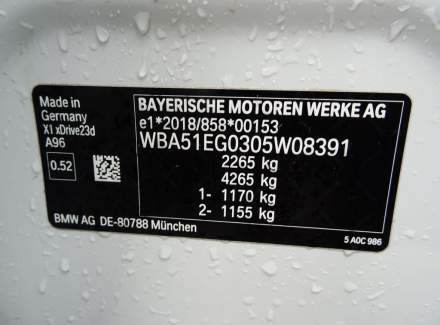 Made in
Germany
X1 xDrive23d
A96
0.52
BMW AG DE-80788 München
BAYERISCHE MOTOREN WERKE AG
e1*2018/858*00153
WBA51EG0305W08391
2265 kg
4265 kg
1- 1170 kg
2- 1155 kg
5 A0C 986